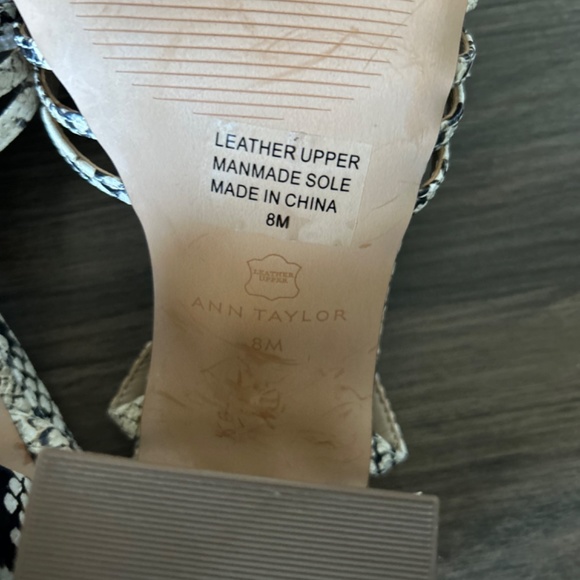 LEATHER UPPER
MANMADE SOLE
MADE IN CHINA
8M
LEATHER
UPPER
ANN TAYLOR
8M